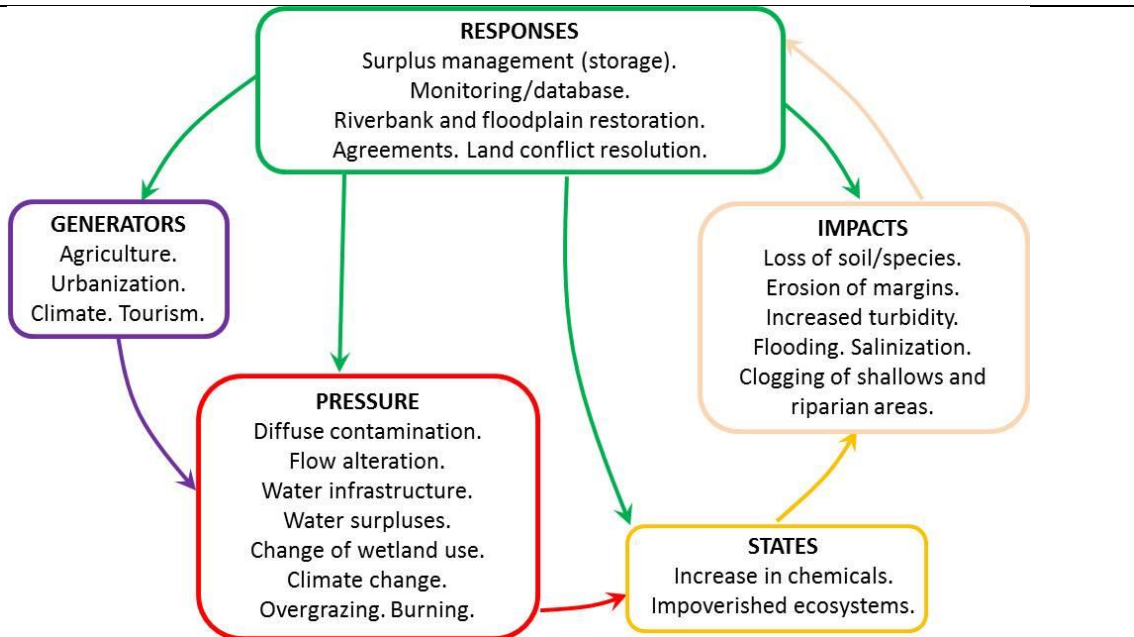 RESPONSES
Surplus management (storage).
Monitoring/database.
Riverbank and floodplain restoration.
Agreements. Land conflict resolution.
GENERATORS
Agriculture.
Urbanization.
Climate. Tourism.
IMPACTS
Loss of soil/species.
Erosion of margins.
Increased turbidity.
Flooding. Salinization.
Clogging of shallows and
riparian areas.
PRESSURE
Diffuse contamination.
Flow alteration.
Water infrastructure.
Water surpluses.
Change of wetland use.
Climate change.
Overgrazing. Burning.
STATES
Increase in chemicals.
Impoverished ecosystems.